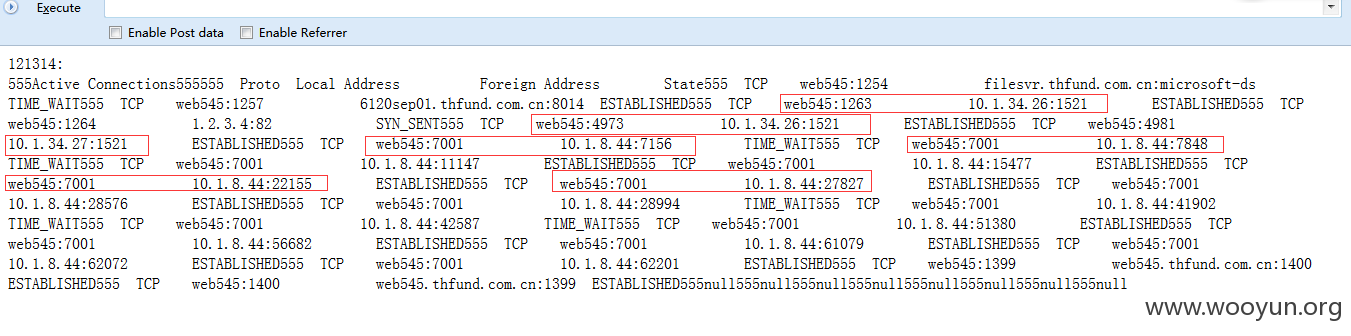 Execute
Enable Post data Enable Referrer
121314:
555Active Connections555555 Proto Local Address Foreign Address State555 TCP web545:1254 filesvr.thfund.com.cn:microsoft-ds
TIME_WAIT555 TCP web545:1257 6120sep01.thfund.com.cn:8014 ESTABLISHED555 TCP web545:1263 10.1.34.26:1521 ESTABLISHED555 TCP
web545:1264 1.2.3.4:82 SYN_SENT555 TCP web545:4973 10.1.34.26:1521 ESTABLISHED555 TCP web545:4981
10.1.34.27:1521 ESTABLISHED555 TCP web545:7001 10.1.8.44:7156 TIME_WAIT555 TCP web545:7001 10.1.8.44:7848
TIME_WAIT555 TCP web545:7001 10.1.8.44:11147 ESTABLISHED555 TCP web545:7001 10.1.8.44:15477 ESTABLISHED555 TCP
web545:7001 10.1.8.44:22155 ESTABLISHED555 TCP web545:7001 10.1.8.44:27827 ESTABLISHED555 TCP web545:7001
10.1.8.44:28576 ESTABLISHED555 TCP web545:7001 10.1.8.44:28994 TIME_WAIT555 TCP web545:7001 10.1.8.44:41902
TIME_WAIT555 TCP web545:7001 10.1.8.44:42587 TIME_WAIT555 TCP web545:7001 10.1.8.44:51380 ESTABLISHED555 TCP
web545:7001 10.1.8.44:56682 ESTABLISHED555 TCP web545:7001 10.1.8.44:61079 ESTABLISHED555 TCP web545:7001
10.1.8.44:62072 ESTABLISHED555 TCP web545:7001 10.1.8.44:62201 ESTABLISHED555 TCP web545:1399 web545.thfund.com.cn:1400
ESTABLISHED555 TCP web545:1400 web545.thfund.com.cn:1399 ESTABLISHED555null555null555null555null555null555null555null555null
www.wooyun.org